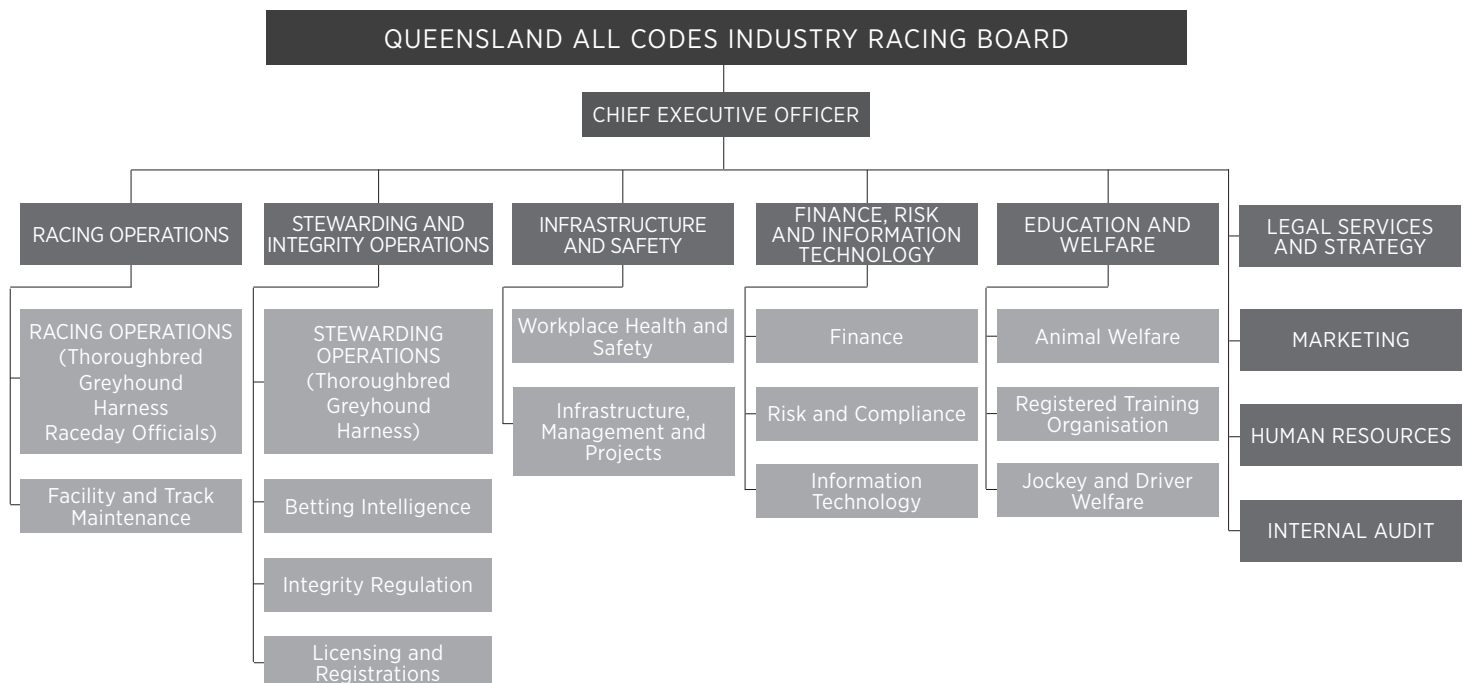 QUEENSLAND ALL CODES INDUSTRY RACING BOARD
CHIEF EXECUTIVE OFFICER
RACING OPERATIONS
RACING OPERATIONS
(Thoroughbred
Greyhound
Harness
Raceday Officials)
Facility and Track
Maintenance
STEWARDING AND
INTEGRITY OPERATIONS
STEWARDING
OPERATIONS
(Thoroughbred
Greyhound
Harness)
Betting Intelligence
Integrity Regulation
Licensing and
Registrations
INFRASTRUCTURE
AND SAFETY
Workplace Health and
Safety
Infrastructure,
Management and
Projects
FINANCE, RISK
AND INFORMATION
TECHNOLOGY
Finance
Risk and Compliance
Information
Technology
EDUCATION AND
WELFARE
Animal Welfare
Registered Training
Organisation
Jockey and Driver
Welfare
LEGAL SERVICES
AND STRATEGY
MARKETING
HUMAN RESOURCES
INTERNAL AUDIT